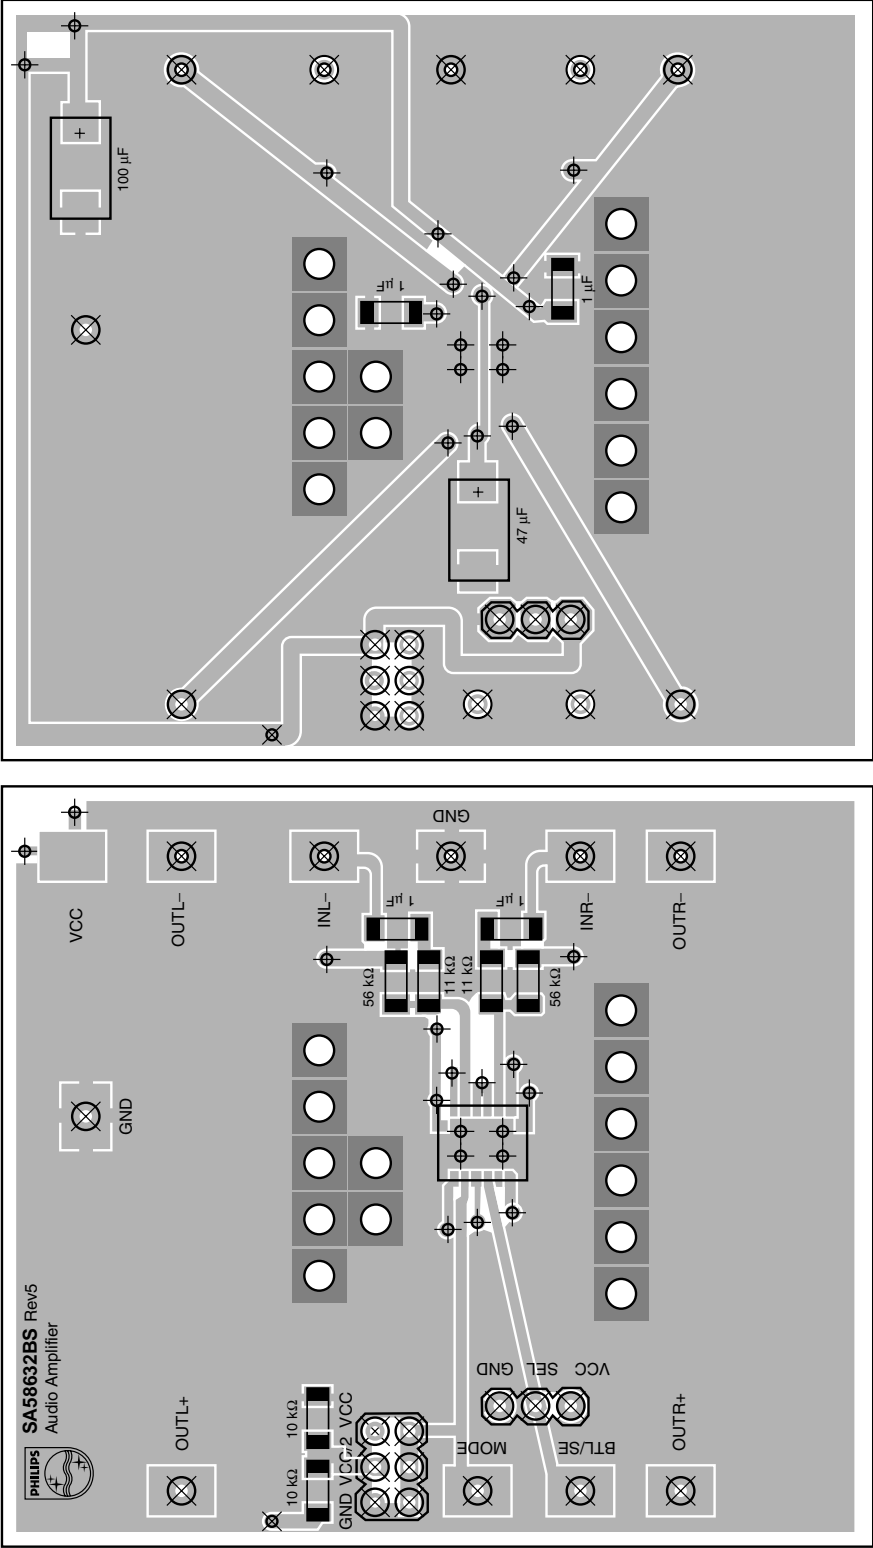 +
100 μF
1 μF
1 μF
+
47 μF
GND
VCC
OUTL−
INL−
1 μF
1 μF
INR−
OUTR−
56 kΩ
11 kΩ
11 kΩ
56 kΩ
GND
SA58632BS Rev5
Audio Amplifier
PHILIPS
OUTL+
10 kΩ
10 kΩ
GND VCC/2 VCC
GND
SEL
VCC
MODE
BTL/SE
OUTR+